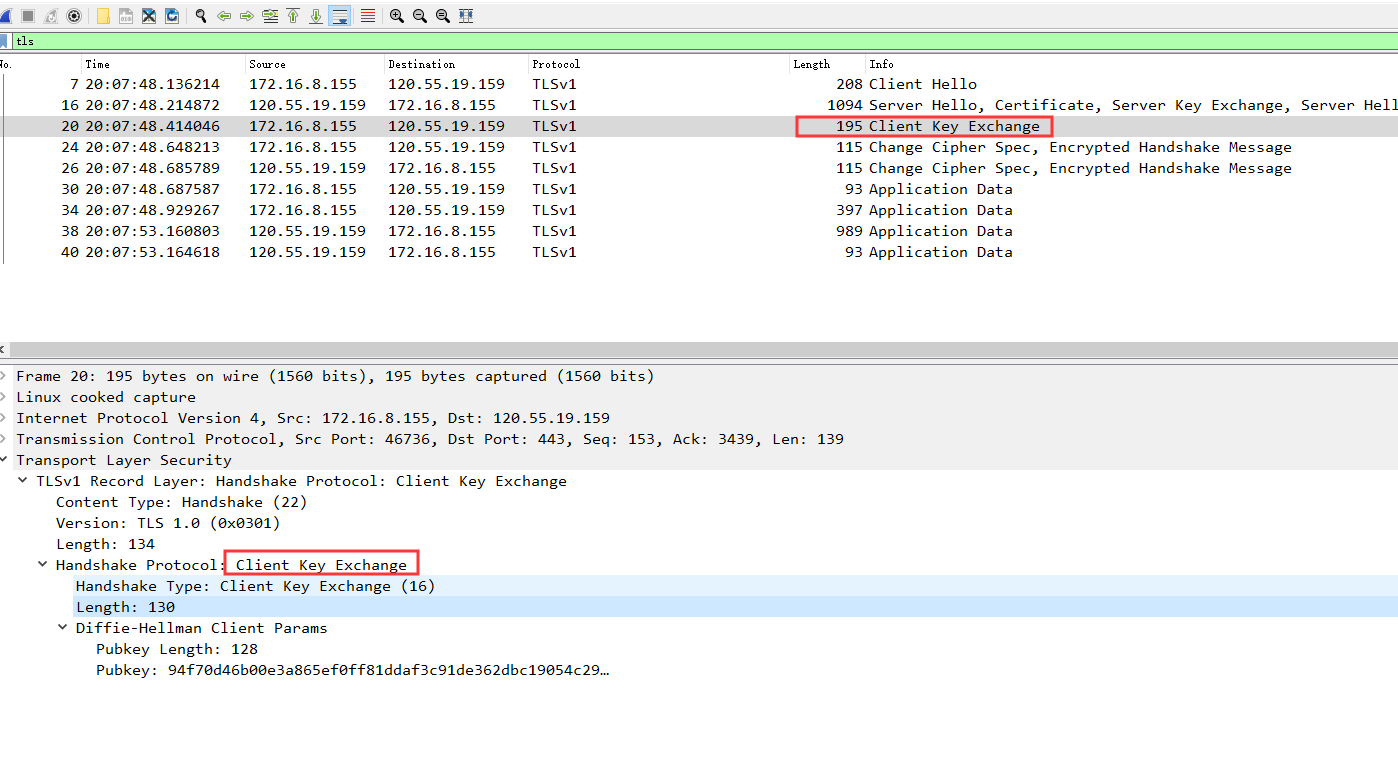 tls
No. Time Source Destination Protocol Length Info
7 20:07:48.136214 172.16.8.155 120.55.19.159 TLSv1 208 Client Hello
16 20:07:48.214872 120.55.19.159 172.16.8.155 TLSv1 1094 Server Hello, Certificate, Server Key Exchange, Server Hell
20 20:07:48.414046 172.16.8.155 120.55.19.159 TLSv1 195 Client Key Exchange
24 20:07:48.648213 172.16.8.155 120.55.19.159 TLSv1 115 Change Cipher Spec, Encrypted Handshake Message
26 20:07:48.685789 120.55.19.159 172.16.8.155 TLSv1 115 Change Cipher Spec, Encrypted Handshake Message
30 20:07:48.687587 172.16.8.155 120.55.19.159 TLSv1 93 Application Data
34 20:07:48.929267 172.16.8.155 120.55.19.159 TLSv1 397 Application Data
38 20:07:53.160803 120.55.19.159 172.16.8.155 TLSv1 989 Application Data
40 20:07:53.164618 120.55.19.159 172.16.8.155 TLSv1 93 Application Data
Frame 20: 195 bytes on wire (1560 bits), 195 bytes captured (1560 bits)
Linux cooked capture
Internet Protocol Version 4, Src: 172.16.8.155, Dst: 120.55.19.159
Transmission Control Protocol, Src Port: 46736, Dst Port: 443, Seq: 153, Ack: 3439, Len: 139
Transport Layer Security
TLSv1 Record Layer: Handshake Protocol: Client Key Exchange
Content Type: Handshake (22)
Version: TLS 1.0 (0x0301)
Length: 134
Handshake Protocol: Client Key Exchange
Handshake Type: Client Key Exchange (16)
Length: 130
Diffie-Hellman Client Params
Pubkey Length: 128
Pubkey: 94f70d46b00e3a865ef0ff81ddaf3c91de362dbc19054c29…